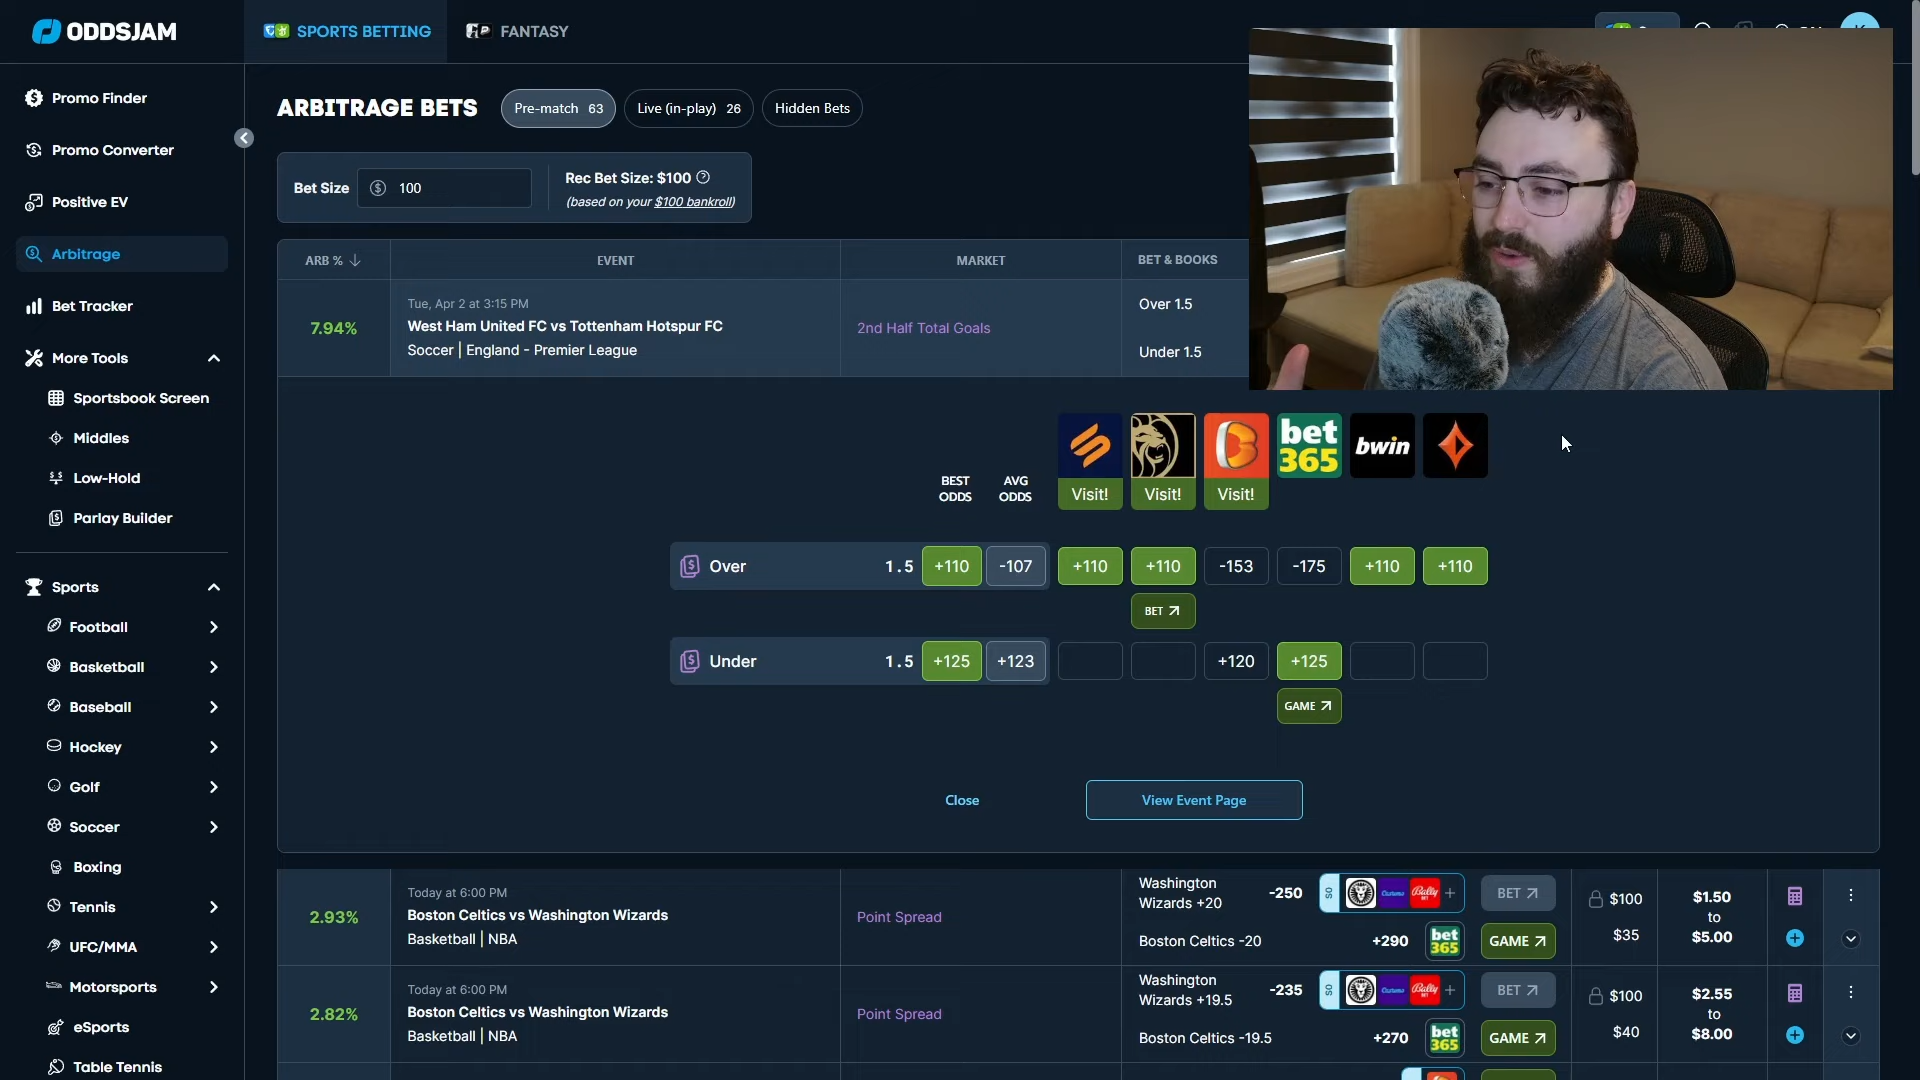 ODDSJAM
SPORTS BETTING
FANTASY
Promo Finder
Promo Converter
Positive EV
Arbitrage
Bet Tracker
More Tools
Sportsbook Screen
Middles
Low-Hold
Parlay Builder
Sports
Football
Basketball
Baseball
Hockey
Golf
Soccer
Boxing
Tennis
UFC/MMA
Motorsports
eSports
Table Tennis
ARBITRAGE BETS
Pre-match 63
Live (in-play) 26
Hidden Bets
Bet Size $ 100
Rec Bet Size: $100
(based on your $100 bankroll)
ARB % EVENT MARKET BET & BOOKS
7.94%
Tue, Apr 2 at 3:15 PM
West Ham United FC vs Tottenham Hotspur FC
Soccer | England - Premier League
2nd Half Total Goals
Over 1.5
Under 1.5
BEST ODDS
AVG ODDS
Visit!
Visit!
Visit!
bet365
bwin
Over 1.5 +110 -107 +110 +110 -153 -175 +110 +110
BET
Under 1.5 +125 +123 +120 +125
GAME
Close
View Event Page
2.93%
Today at 6:00 PM
Boston Celtics vs Washington Wizards
Basketball | NBA
Point Spread
Washington Wizards +20 -250 BET
Boston Celtics -20 +290 bet365 GAME
$100
$35
$1.50
to
$5.00
2.82%
Today at 6:00 PM
Boston Celtics vs Washington Wizards
Basketball | NBA
Point Spread
Washington Wizards +19.5 -235 BET
Boston Celtics -19.5 +270 bet365 GAME
$100
$40
$2.55
to
$8.00